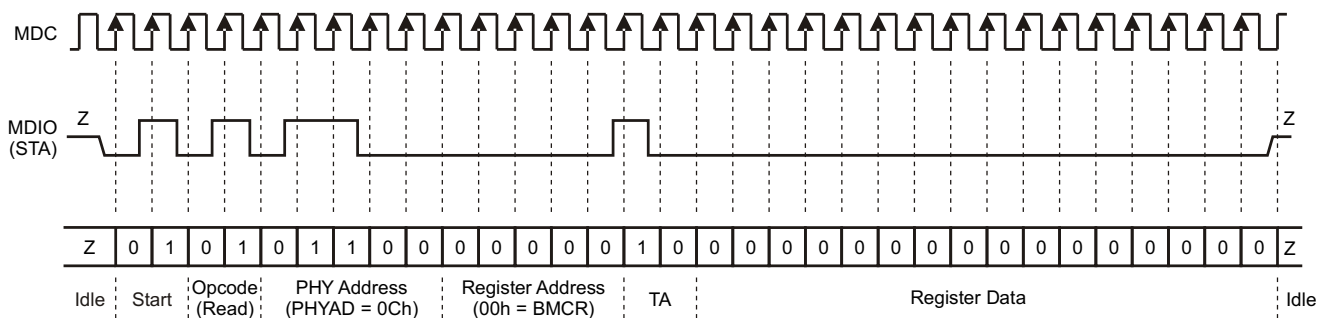 MDC
Z
Z
MDIO
(STA)
Z 0 1 0 1 0 1 1 0 0 0 0 0 0 0 1 0 0 0 0 0 0 0 0 0 0 0 0 0 0 0 0 0 Z
Idle Start Opcode (Read) PHY Address (PHYAD = 0Ch) Register Address (00h = BMCR) TA Register Data Idle